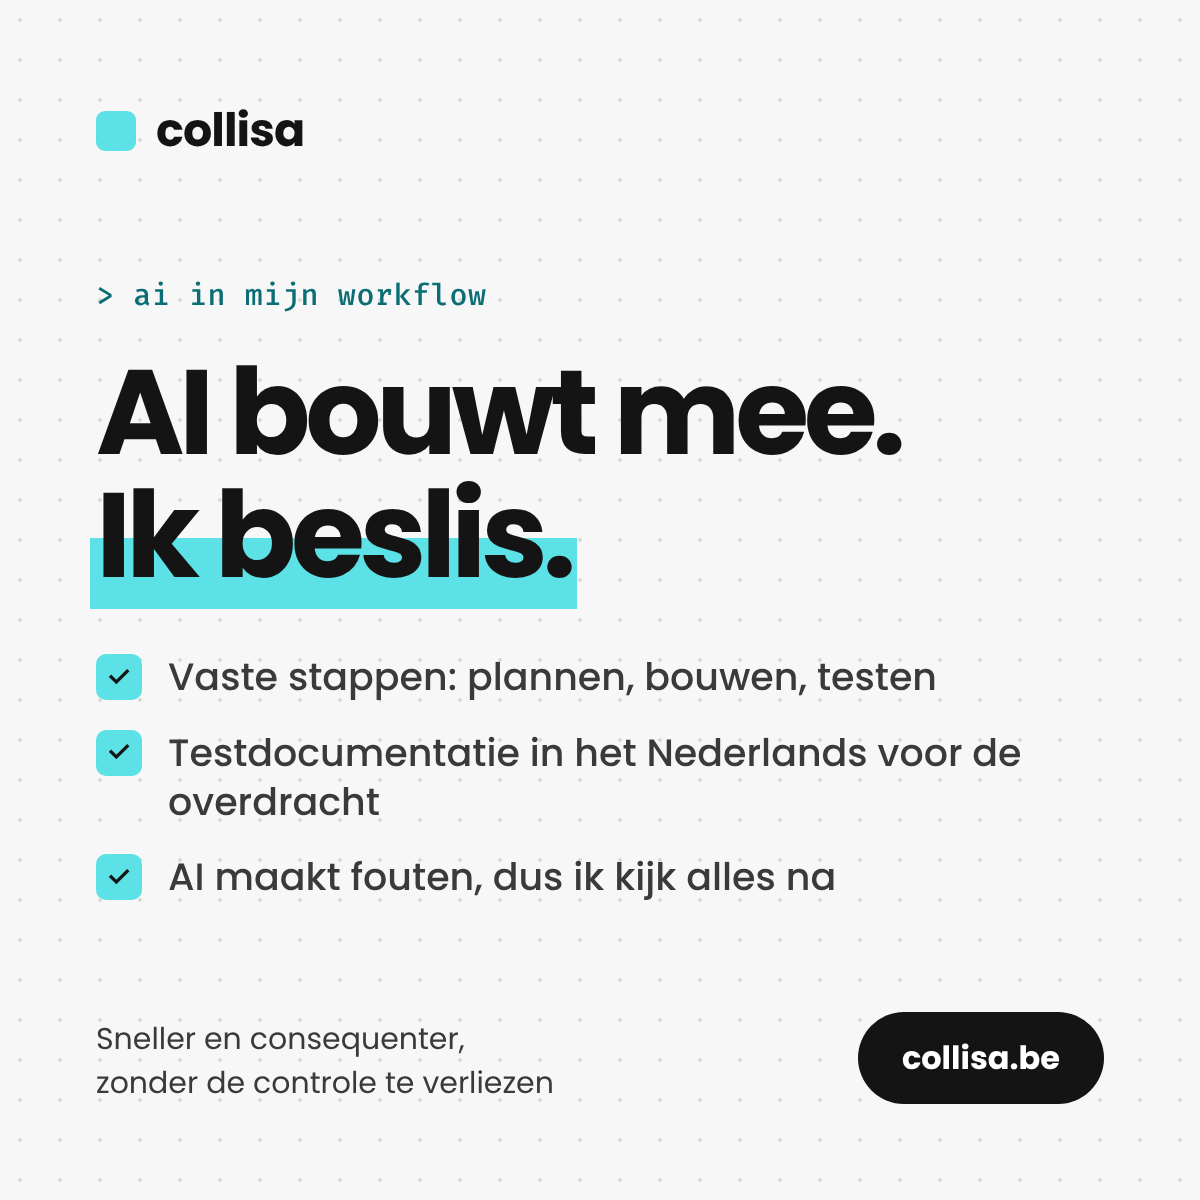 collisa
> ai in mijn workflow
AI bouwt mee.
Ik beslis.
Vaste stappen: plannen, bouwen, testen
Testdocumentatie in het Nederlands voor de
overdracht
AI maakt fouten, dus ik kijk alles na
Sneller en consequenter,
zonder de controle te verliezen
collisa.be